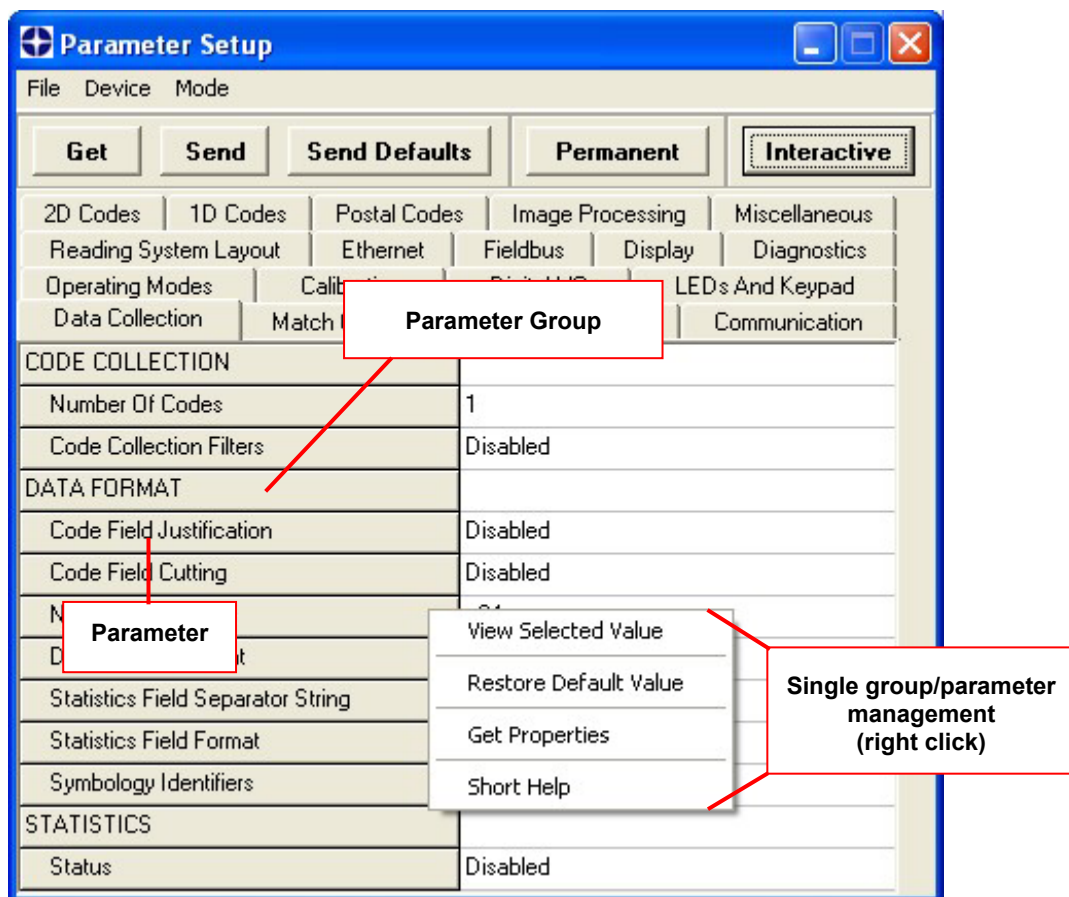 Parameter Setup
File Device Mode
Get Send Send Defaults Permanent Interactive
2D Codes 1D Codes Postal Codes Image Processing Miscellaneous
Reading System Layout Ethernet Fieldbus Display Diagnostics
Operating Modes LEDs And Keypad
Data Collection Match Communication
Parameter Group
CODE COLLECTION
Number Of Codes 1
Code Collection Filters Disabled
DATA FORMAT
Code Field Justification Disabled
Code Field Cutting Disabled
Parameter
View Selected Value
Restore Default Value
Get Properties
Short Help
Single group/parameter
management
(right click)
Statistics Field Separator String
Statistics Field Format
Symbology Identifiers
STATISTICS
Status Disabled